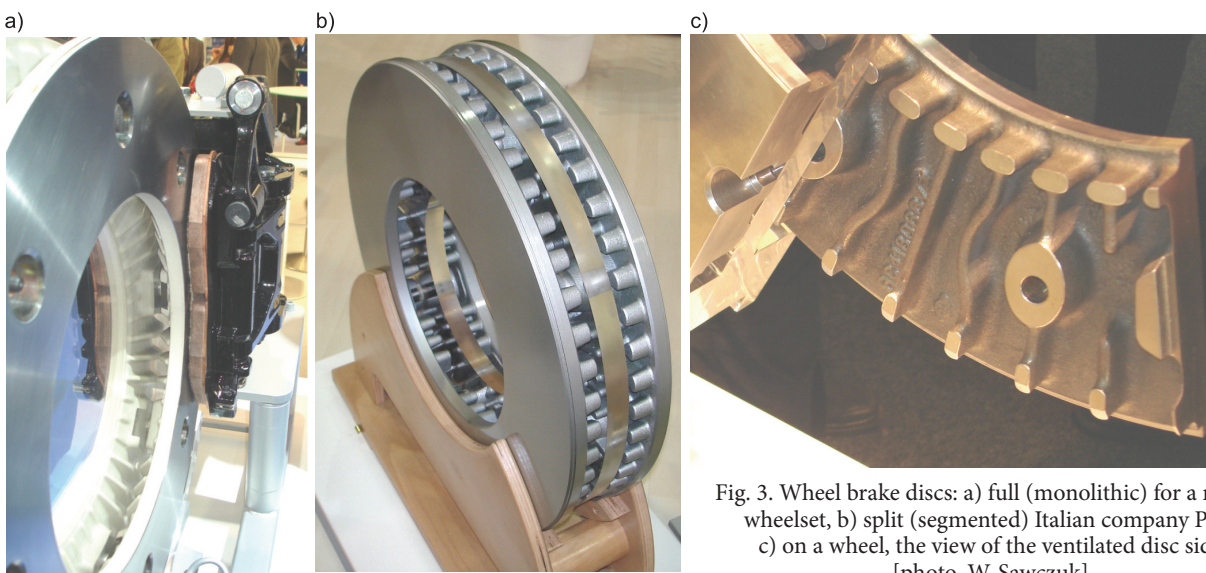 a)
b)
c)
Fig. 3. Wheel brake discs: a) full (monolithic) for a
wheelset, b) split (segmented) Italian company
c) on a wheel, the view of the ventilated disc
[photo. W. Sawczuk]